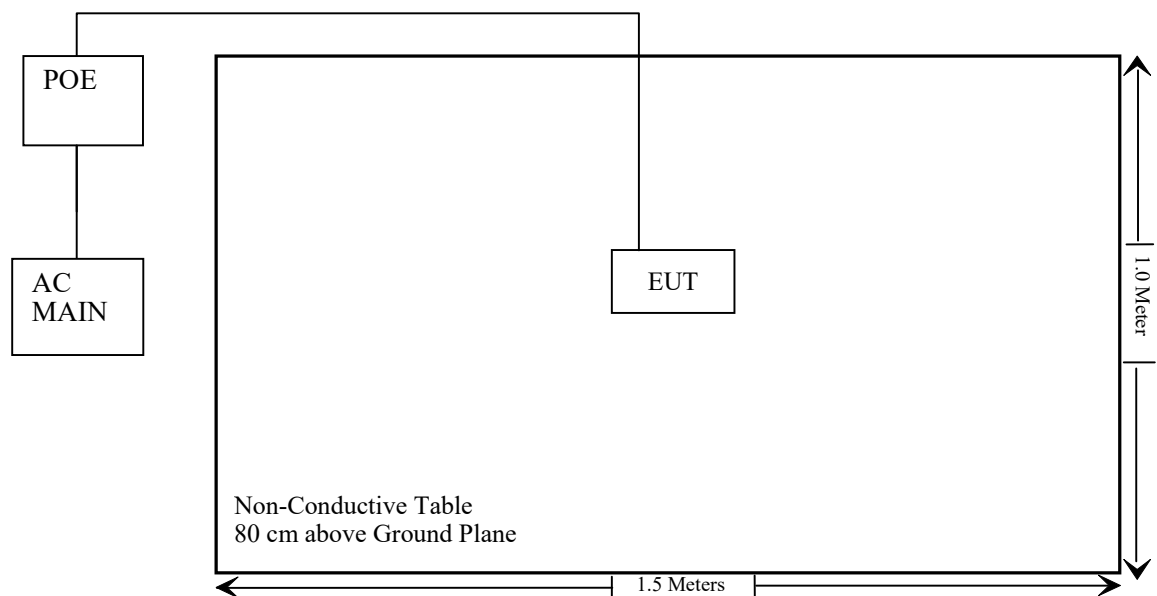 POE
AC
MAIN
EUT
1.0 Meter
Non-Conductive Table
80 cm above Ground Plane
1.5 Meters